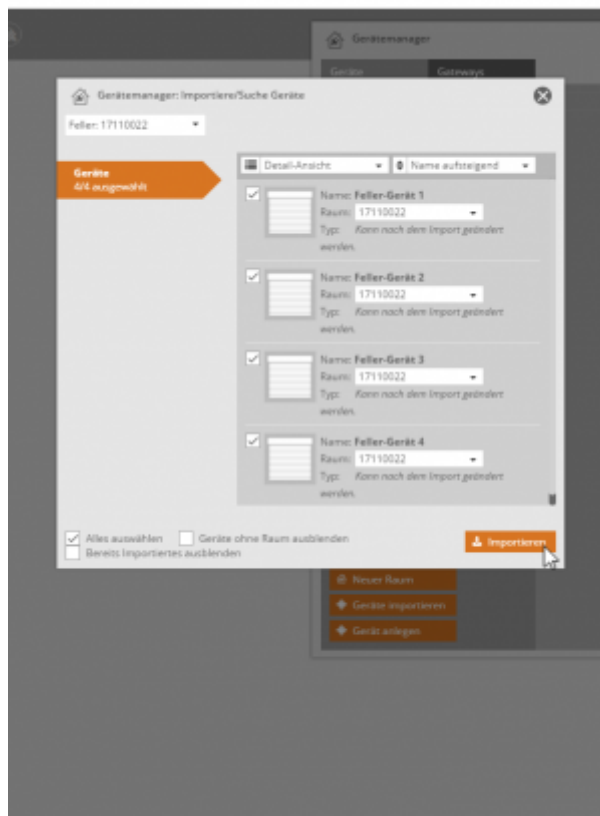 Gerätemanager
Geräte Gateways
Gerätemanager: Importiere/Suche Geräte
Feller: 17110022
Geräte
4/4 ausgewählt
Detail-Ansicht Name aufsteigend
Name: Feller-Gerät 1
Raum: 17110022
Typ: Kann nach dem Import geändert
werden.
Name: Feller-Gerät 2
Raum: 17110022
Typ: Kann nach dem Import geändert
werden.
Name: Feller-Gerät 3
Raum: 17110022
Typ: Kann nach dem Import geändert
werden.
Name: Feller-Gerät 4
Raum: 17110022
Typ: Kann nach dem Import geändert
werden.
Alles auswählen Geräte ohne Raum ausblenden
Bereits Importiertes ausblenden
Importieren
Neuer Raum
Geräte importieren
Gerät anlegen